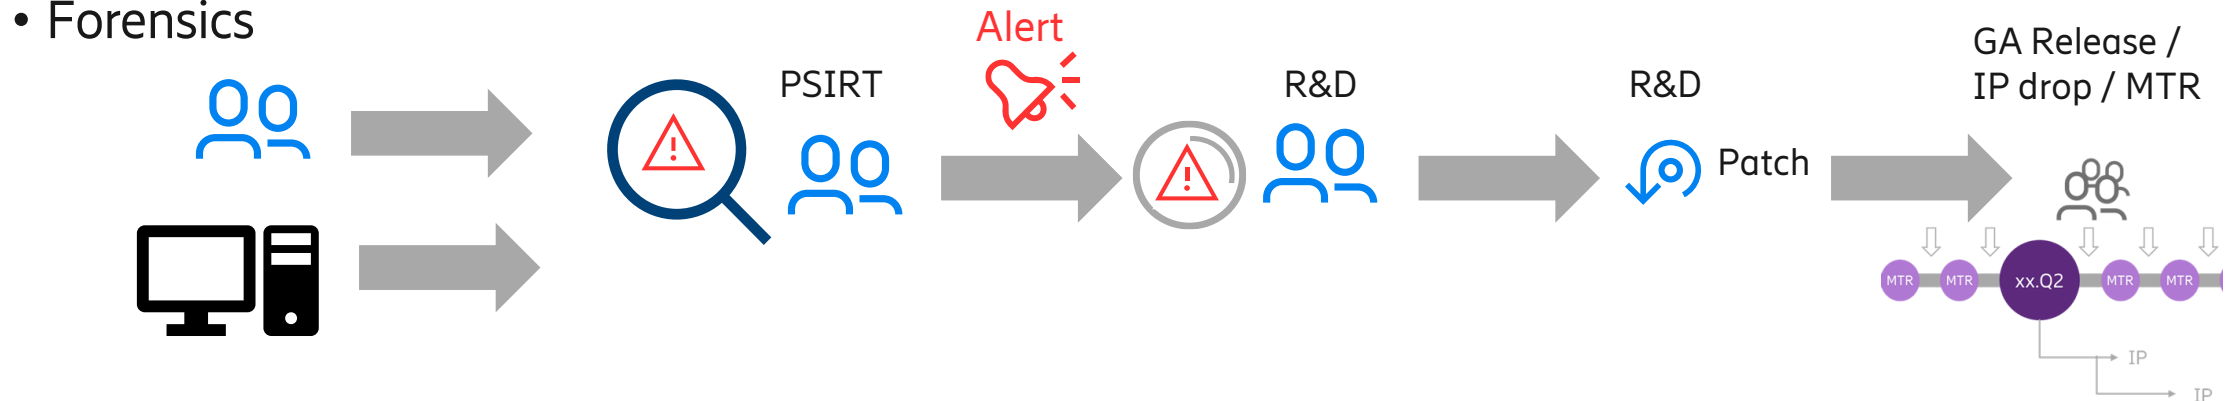 • Forensics
Alert
PSIRT
R&D
R&D
Patch
GA Release /
IP drop / MTR
MTR MTR xx.Q2 MTR MTR
IP
IP